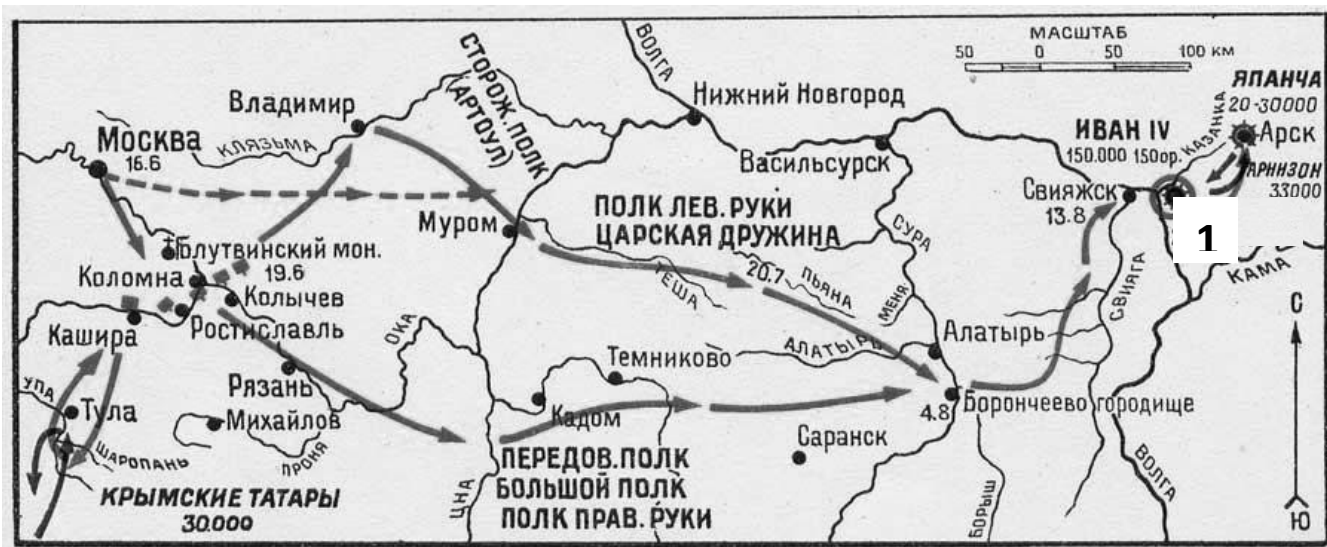 МАСШТАБ
50 0 50 100 км
ВОЛГА
СТОРОЖ. ПОЛК
(АРТОУЛ)
Владимир
Нижний Новгород
ЯПАНЧА
20-30000
Москва
16.6
КЛЯЗЬМА
Васильсурск
ИВАН IV
150.000 150ор.
КАЗАНКА
Арск
АРНИЗОН
33000
Свияжск
13.8
1
Муром
ПОЛК ЛЕВ. РУКИ
ЦАРСКАЯ ДРУЖИНА
СУРА
Блутвинский мон.
19.6
Коломна
Колычев
ТЕША
20.7
ПЬЯНА
МЕНЯ
СВИЯГА
КАМА
С
Кашира
Ростиславль
ОКА
АЛАТЫРЬ
Алатырь
Темниково
Рязань
УПА
Тула
Михайлов
Кадом
4.8
Борончеево городище
ШАРОПАНЬ
ПРОНЯ
Саранск
КРЫМСКИЕ ТАТАРЫ
30.000
ЦНА
ПЕРЕДОВ. ПОЛК
БОЛЬШОЙ ПОЛК
ПОЛК ПРАВ. РУКИ
БОРЫШ
ВОЛГА
Ю